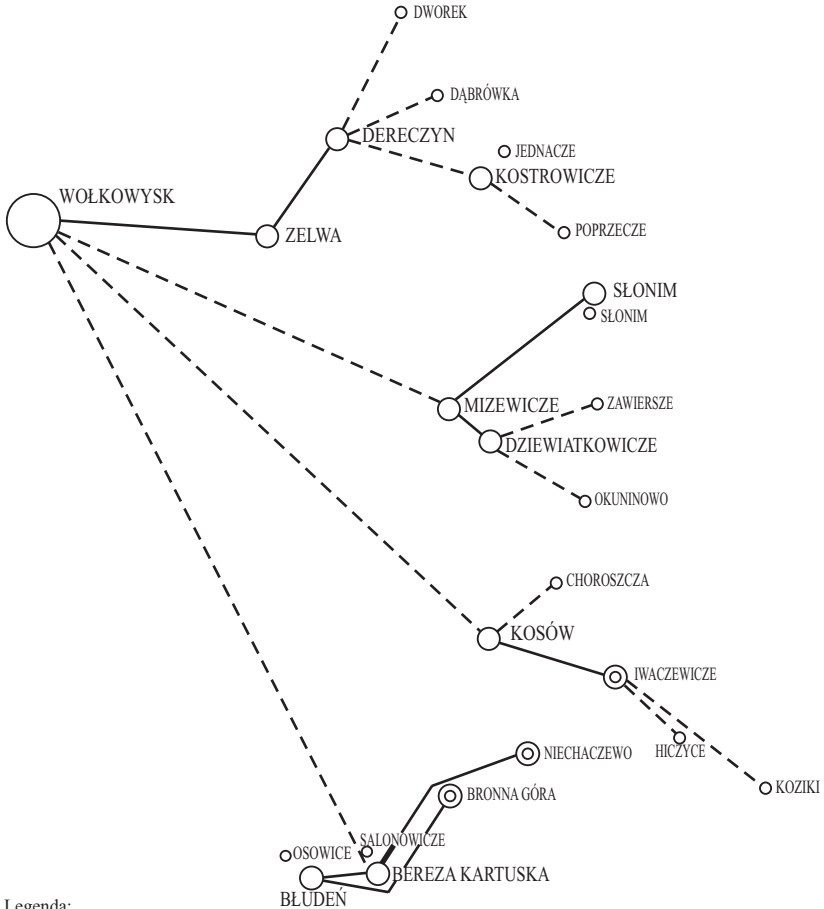 DWOREK
DĄBRÓWKA
DERECZYN
JEDNACZE
KOSTROWICZE
WOŁKOWYSK
POPRZECZE
ZELWA
SŁONIM
SŁONIM
MIZEWICZE
ZAWIERSZE
DZIEWIATKOWICZE
OKUNINOWO
CHOROSZCZA
KOSÓW
IWACZEWICZE
HICZYCE
NIECHACZEWO
KOZIKI
BRONNA GÓRA
SALONOWICZE
OSOWICE
BEREZA KARTUSKA
BŁUDEŃ
Legenda: